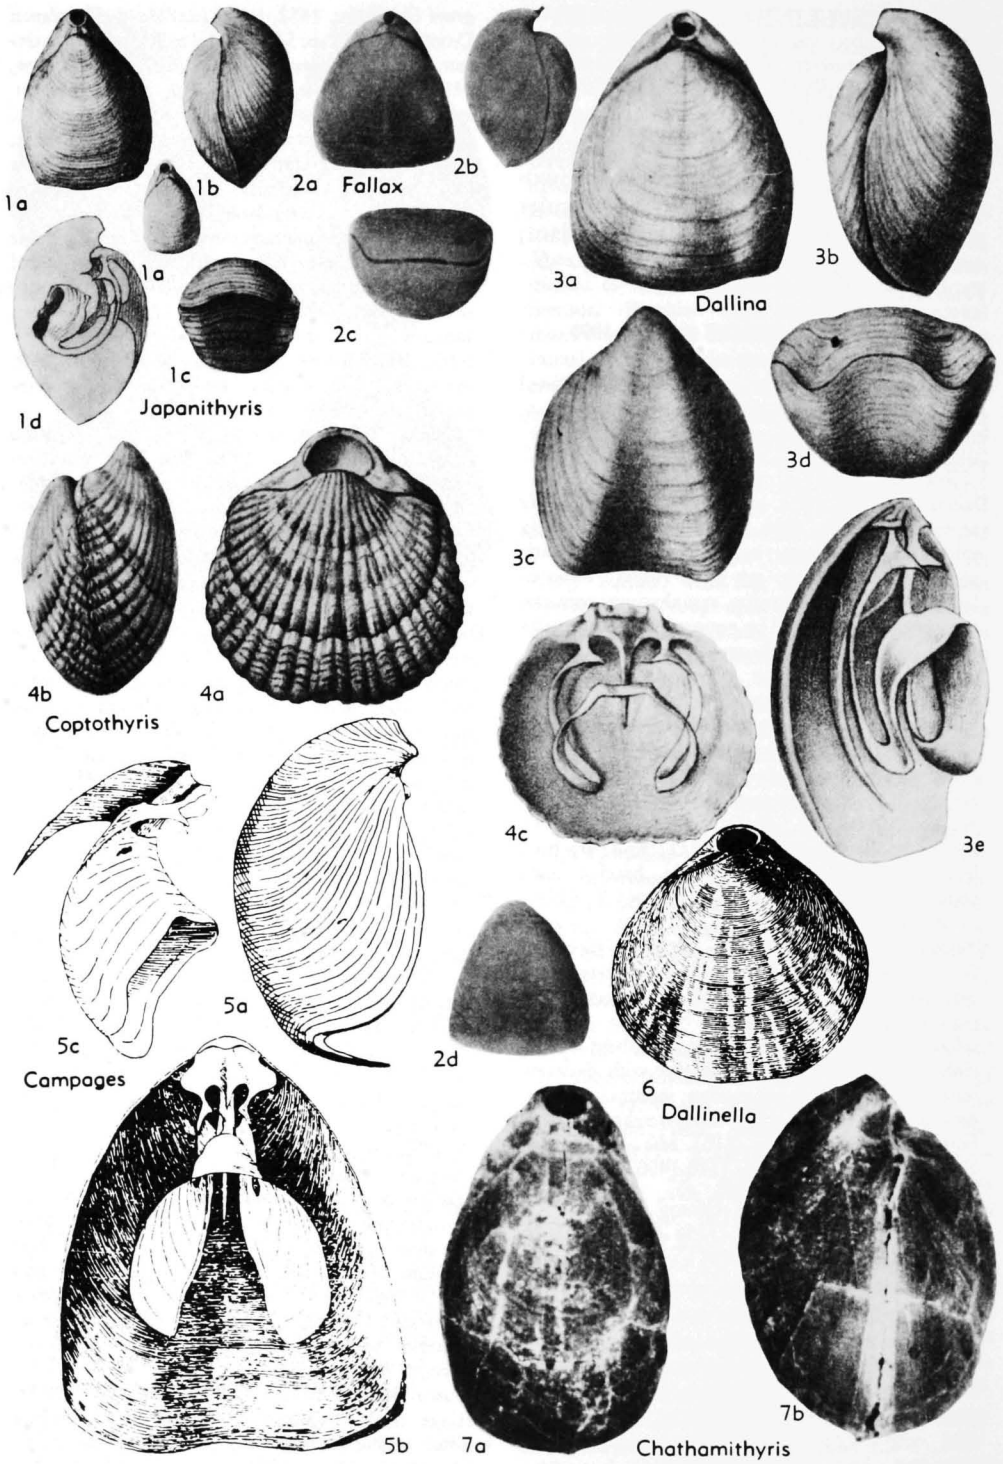 1a
1b
2a
Fallax
2b
3a
Dallina
3b
1a
1d
1c
Japanithyris
2c
3c
3d
4b
4a
Coptothyris
4c
3e
5c
5a
Campages
2d
6
Dallinella
5b
7a
Chathamithyris
7b